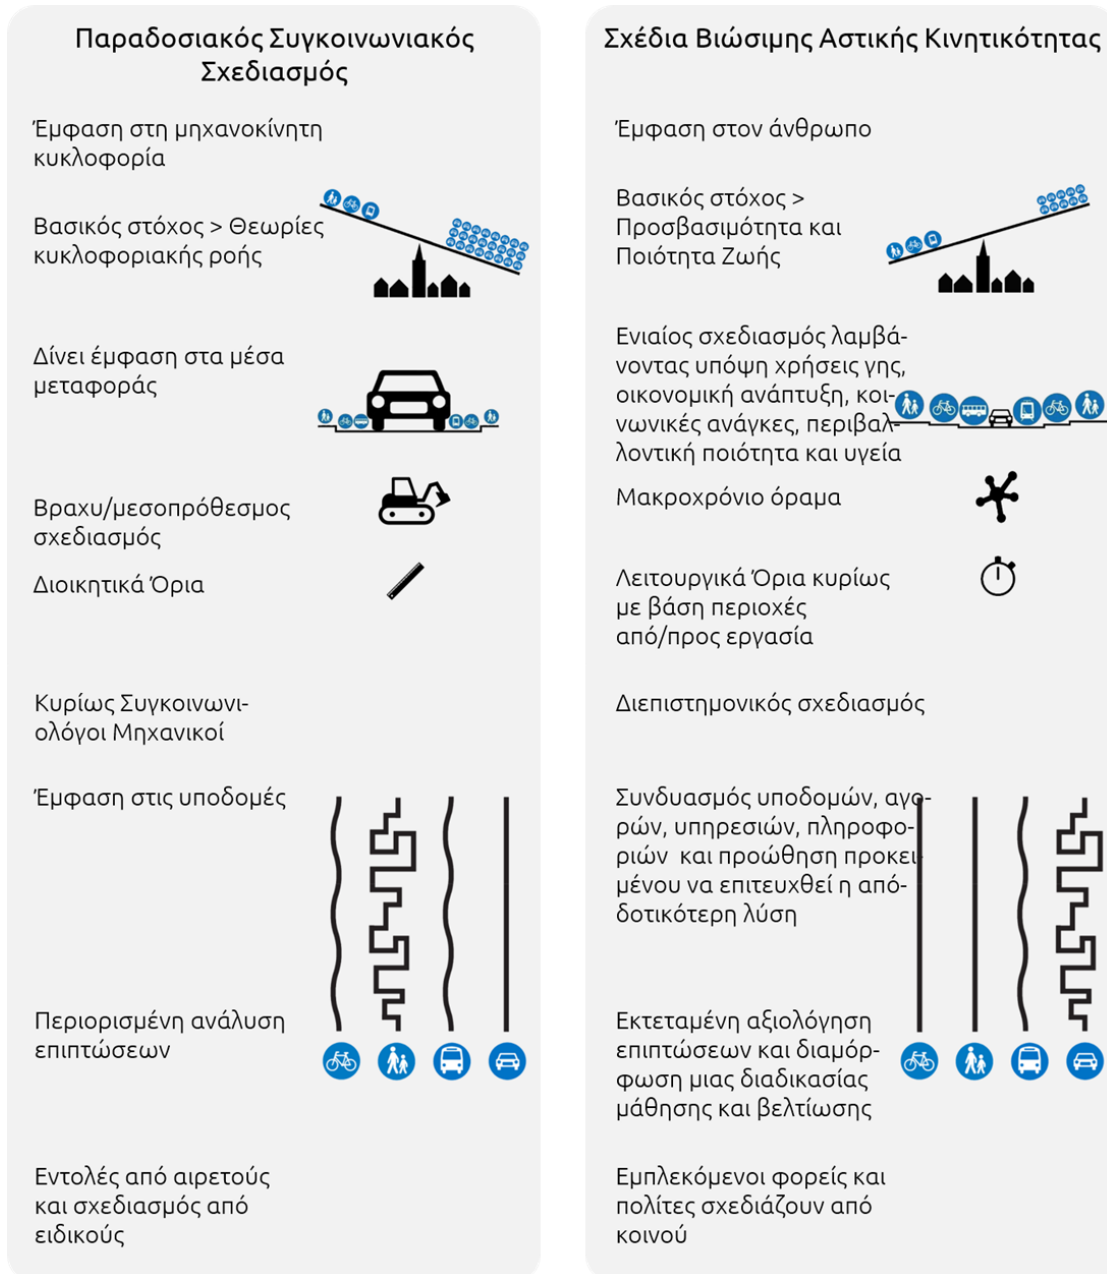 Παραδοσιακός Συγκοινωνιακός
Σχεδιασμός
Έμφαση στη μηχανοκίνητη
κυκλοφορία
Βασικός στόχος > Θεωρίες
κυκλοφοριακής ροής
Δίνει έμφαση στα μέσα
μεταφοράς
Βραχυ/μεσοπρόθεσμος
σχεδιασμός
Διοικητικά Όρια
Κυρίως Συγκοινωνι-
ολόγοι Μηχανικοί
Έμφαση στις υποδομές
Περιορισμένη ανάλυση
επιπτώσεων
Εντολές από αιρετούς
και σχεδιασμός από
ειδικούς
Σχέδια Βιώσιμης Αστικής Κινητικότητας
Έμφαση στον άνθρωπο
Βασικός στόχος >
Προσβασιμότητα και
Ποιότητα Ζωής
Ενιαίος σχεδιασμός λαμβά-
νοντας υπόψη χρήσεις γης,
οικονομική ανάπτυξη, κοι-
νωνικές ανάγκες, περιβαλ-
λοντική ποιότητα και υγεία
Μακροχρόνιο όραμα
Λειτουργικά Όρια κυρίως
με βάση περιοχές
από/προς εργασία
Διεπιστημονικός σχεδιασμός
Συνδυασμός υποδομών, αγο-
ρών, υπηρεσιών, πληροφο-
ριών και προώθηση προκει-
μένου να επιτευχθεί η απο-
δοτικότερη λύση
Εκτεταμένη αξιολόγηση
επιπτώσεων και διαμόρ-
φωση μιας διαδικασίας
μάθησης και βελτίωσης
Εμπλεκόμενοι φορείς και
πολίτες σχεδιάζουν από
κοινού